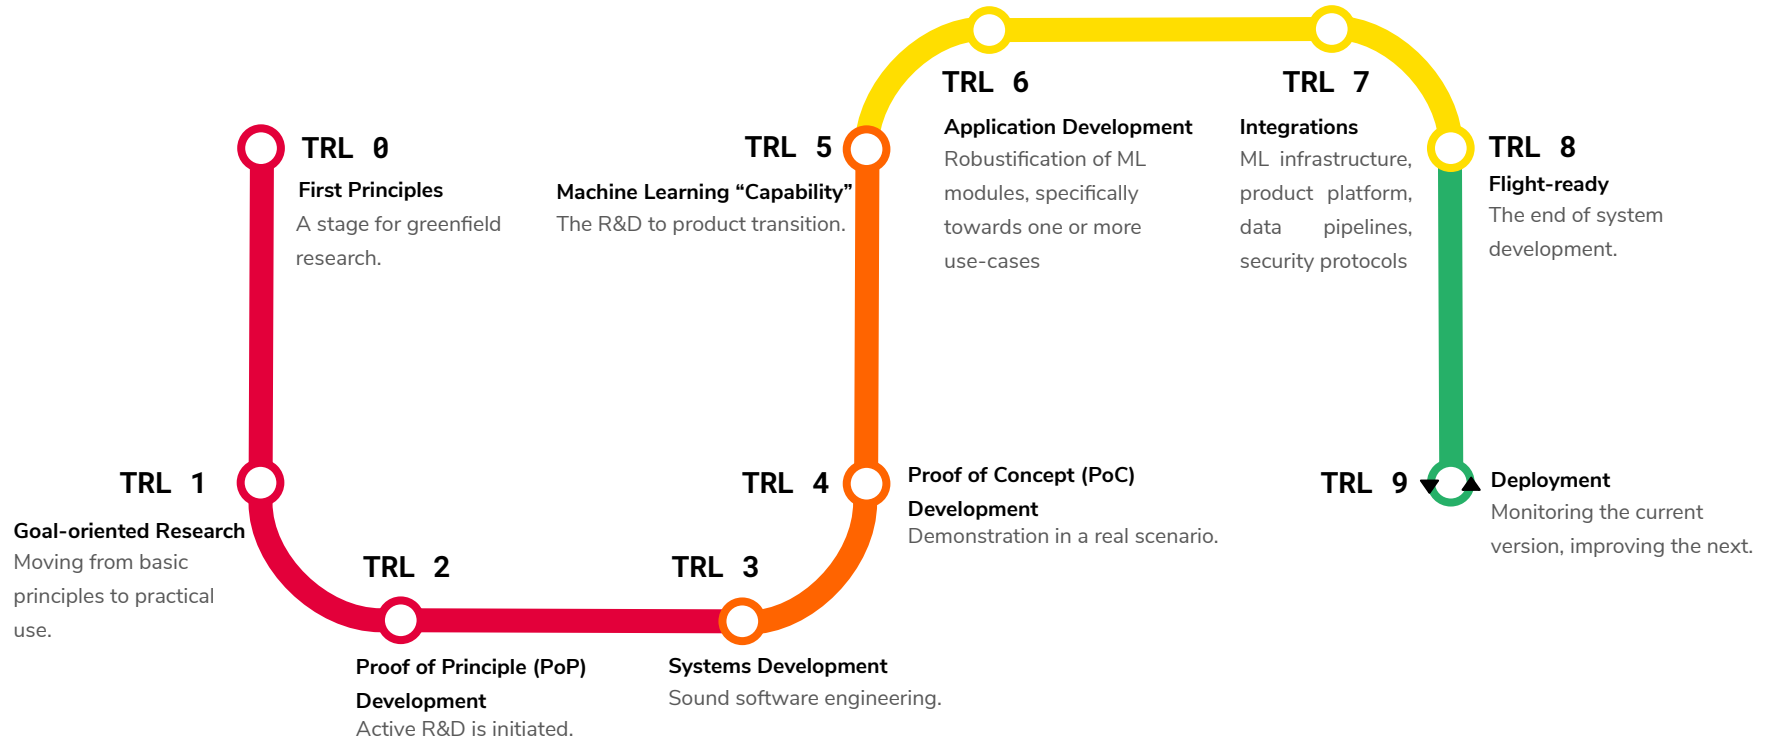 TRL 0
First Principles
A stage for greenfield
research.
TRL 1
Goal-oriented Research
Moving from basic
principles to practical
use.
TRL 2
Proof of Principle (PoP)
Development
Active R&D is initiated.
TRL 3
Systems Development
Sound software engineering.
TRL 4
Proof of Concept (PoC)
Development
Demonstration in a real scenario.
TRL 5
Machine Learning “Capability”
The R&D to product transition.
TRL 6
Application Development
Robustification of ML
modules, specifically
towards one or more
use-cases
TRL 7
Integrations
ML infrastructure,
product platform,
data pipelines,
security protocols
TRL 8
Flight-ready
The end of system
development.
TRL 9
Deployment
Monitoring the current
version, improving the next.